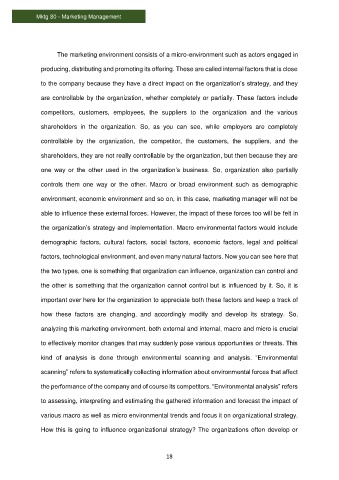 Mktg 80 - Marketing Management
The marketing environment consists of a micro-environment such as actors engaged in
producing, distributing and promoting its offering. These are called internal factors that is close
to the company because they have a direct impact on the organization's strategy, and they
are controllable by the organization, whether completely or partially. These factors include
competitors, customers, employees, the suppliers to the organization and the various
shareholders in the organization. So, as you can see, while employers are completely
controllable by the organization, the competitor, the customers, the suppliers, and the
shareholders, they are not really controllable by the organization, but then because they are
one way or the other used in the organization's business. So, organization also partially
controls them one way or the other. Macro or broad environment such as demographic
environment, economic environment and so on, in this case, marketing manager will not be
able to influence these external forces. However, the impact of these forces too will be felt in
the organization's strategy and implementation. Macro environmental factors would include
demographic factors, cultural factors, social factors, economic factors, legal and political
factors, technological environment, and even many natural factors. Now you can see here that
the two types, one is something that organization can influence, organization can control and
the other is something that the organization cannot control but is influenced by it. So, it is
important over here for the organization to appreciate both these factors and keep a track of
how these factors are changing, and accordingly modify and develop its strategy. So,
analyzing this marketing environment, both external and internal, macro and micro is crucial
to effectively monitor changes that may suddenly pose various opportunities or threats. This
kind of analysis is done through environmental scanning and analysis. “Environmental
scanning” refers to systematically collecting information about environmental forces that affect
the performance of the company and of course its competitors. “Environmental analysis” refers
to assessing, interpreting and estimating the gathered information and forecast the impact of
various macro as well as micro environmental trends and focus it on organizational strategy.
How this is going to influence organizational strategy? The organizations often develop or
18